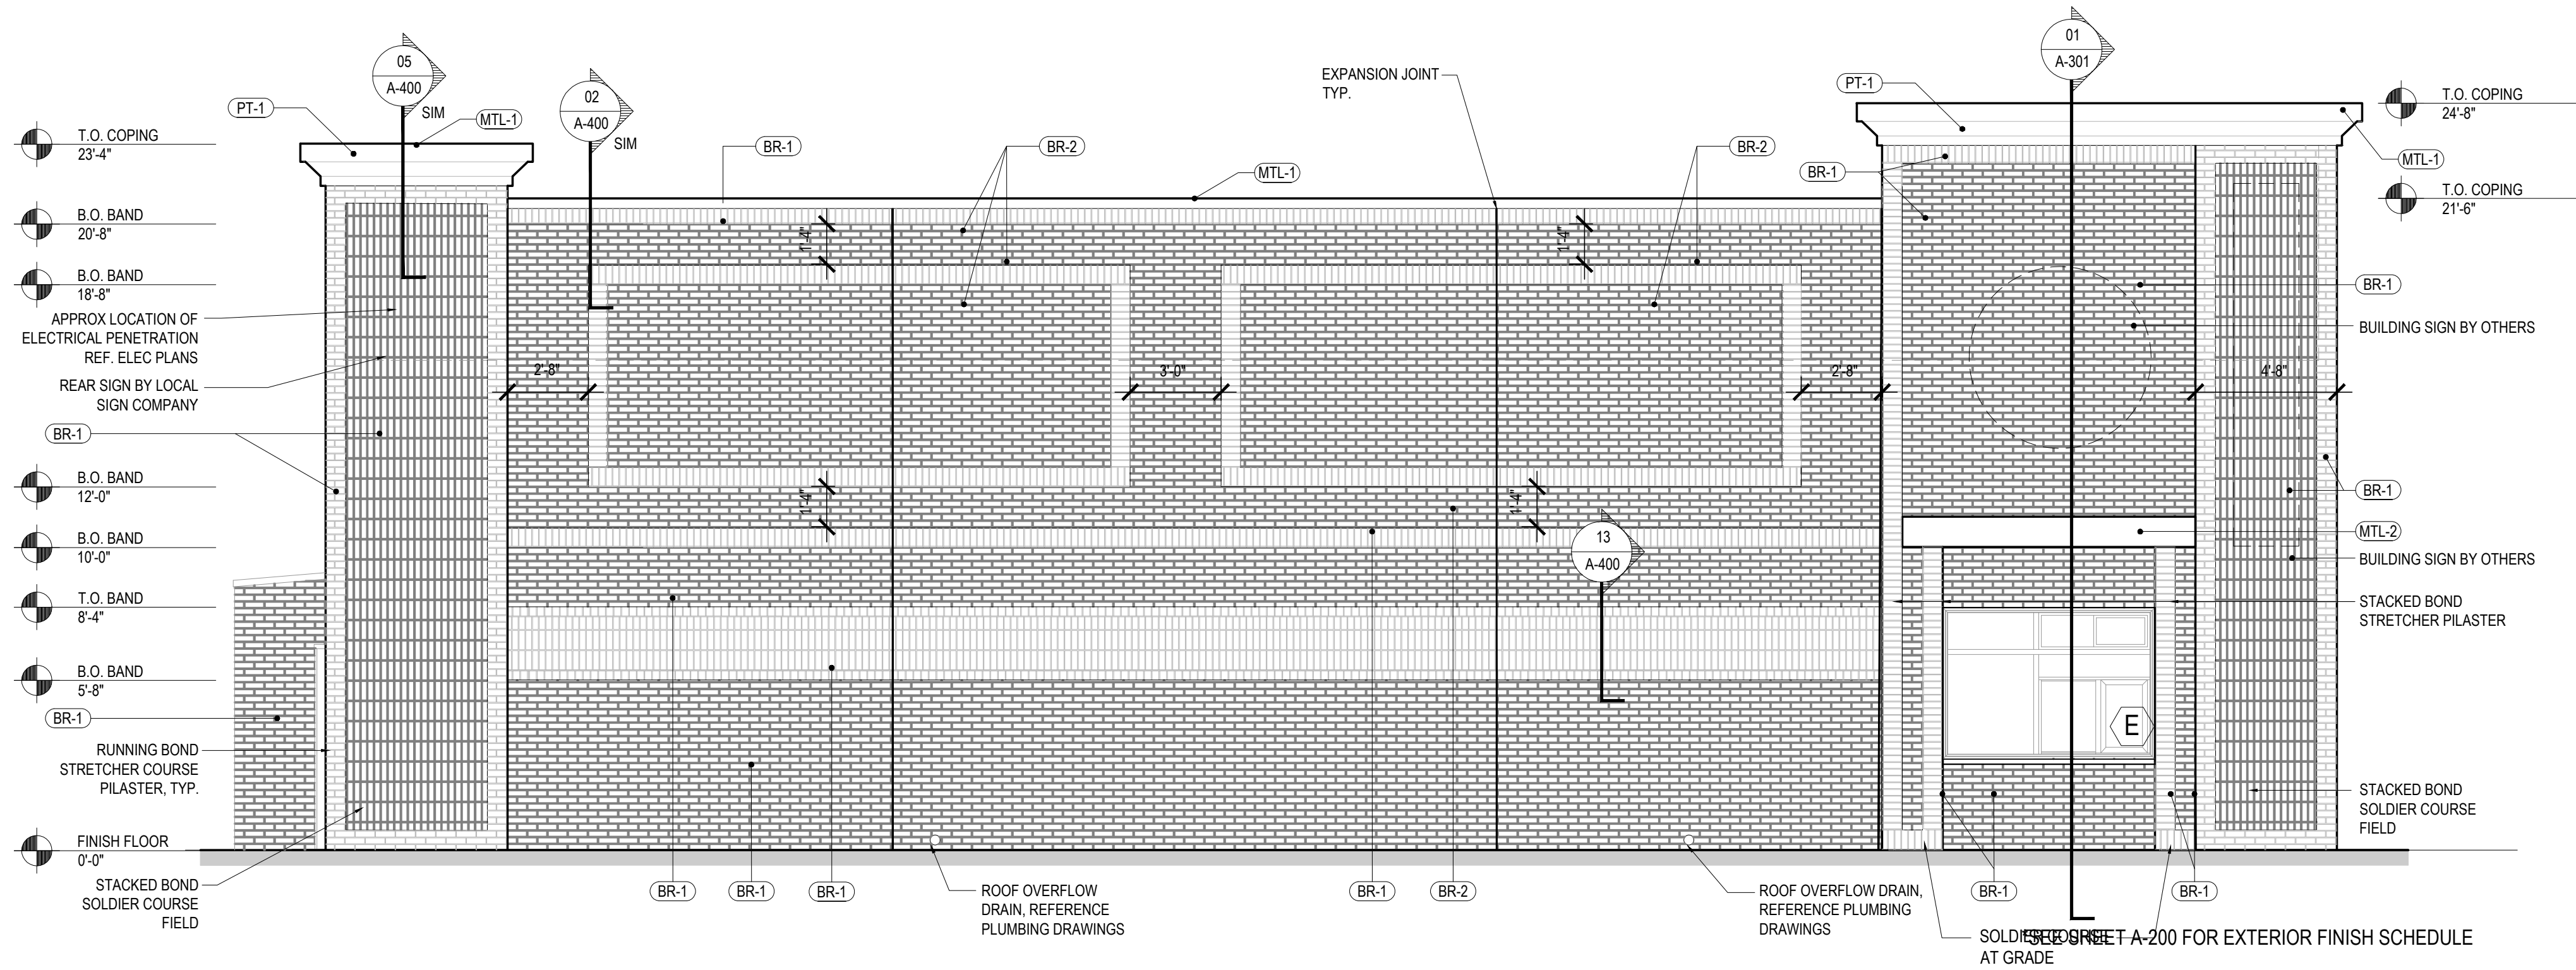 05
A-400
SIM
02
A-400
SIM
01
A-301
PT-1
MTL-1
BR-1
BR-2
MTL-1
EXPANSION JOINT
TYP.
BR-2
PT-1
BR-1
MTL-1
T.O. COPING
24'-8"
T.O. COPING
21'-6"
T.O. COPING
23'-4"
B.O. BAND
20'-8"
B.O. BAND
18'-8"
APPROX LOCATION OF
ELECTRICAL PENETRATION
REF. ELEC PLANS
REAR SIGN BY LOCAL
SIGN COMPANY
BR-1
B.O. BAND
12'-0"
B.O. BAND
10'-0"
T.O. BAND
8'-4"
B.O. BAND
5'-8"
BR-1
RUNNING BOND
STRETCHER COURSE
PILASTER, TYP.
FINISH FLOOR
0'-0"
STACKED BOND
SOLDIER COURSE
FIELD
1'-4"
1'-4"
2'-8"
3'-0"
2'-8"
4'-8"
1'-4"
1'-4"
13
A-400
E
BR-1
BUILDING SIGN BY OTHERS
BR-1
MTL-2
BUILDING SIGN BY OTHERS
STACKED BOND
STRETCHER PILASTER
STACKED BOND
SOLDIER COURSE
FIELD
BR-1
BR-1
BR-1
ROOF OVERFLOW
DRAIN, REFERENCE
PLUMBING DRAWINGS
BR-1
BR-2
ROOF OVERFLOW DRAIN,
REFERENCE PLUMBING
DRAWINGS
BR-1
BR-1
SOLDIER COURSE
AT GRADE
*SEE SHEET A-200 FOR EXTERIOR FINISH SCHEDULE